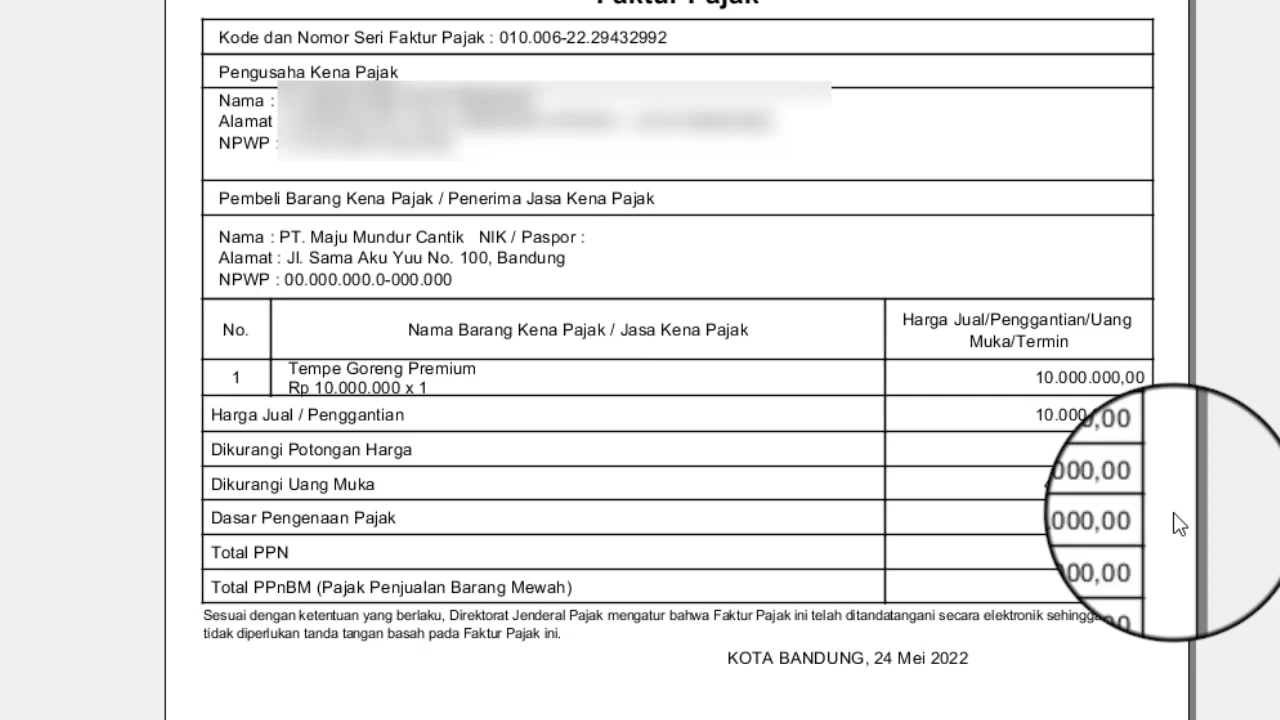 Faktur Pajak
Kode dan Nomor Seri Faktur Pajak : 010.006-22.29432992
Pengusaha Kena Pajak
Nama :
Alamat
NPWP :
Pembeli Barang Kena Pajak / Penerima Jasa Kena Pajak
Nama : PT. Maju Mundur Cantik NIK / Paspor :
Alamat : Jl. Sama Aku Yuu No. 100, Bandung
NPWP : 00.000.000.0-000.000
No.
Nama Barang Kena Pajak / Jasa Kena Pajak
Harga Jual/Penggantian/Uang
Muka/Termin
1
Tempe Goreng Premium
Rp 10.000.000 x 1
10.000.000,00
Harga Jual / Penggantian
10.000
,00
Dikurangi Potongan Harga
000,00
Dikurangi Uang Muka
000,00
Dasar Pengenaan Pajak
00,00
Total PPN
Total PPnBM (Pajak Penjualan Barang Mewah)
Sesuai dengan ketentuan yang berlaku, Direktorat Jenderal Pajak mengatur bahwa Faktur Pajak ini telah ditandatangani secara elektronik sehingga
tidak diperlukan tanda tangan basah pada Faktur Pajak ini.
KOTA BANDUNG, 24 Mei 2022